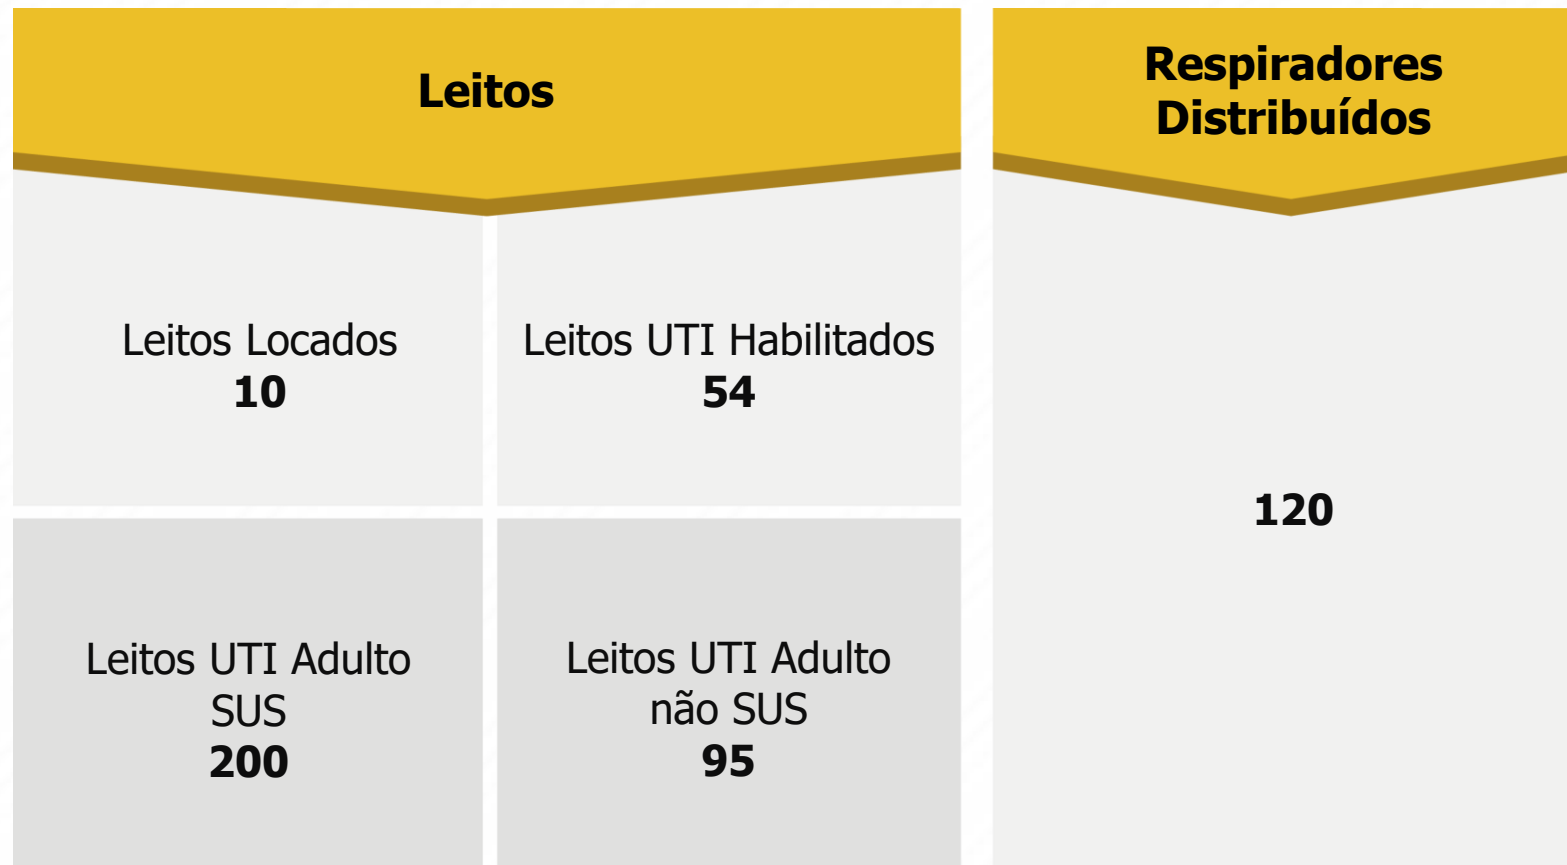 Leitos
Respiradores
Distribuídos
Leitos Locados
10
Leitos UTI Habilitados
54
120
Leitos UTI Adulto
SUS
200
Leitos UTI Adulto
não SUS
95